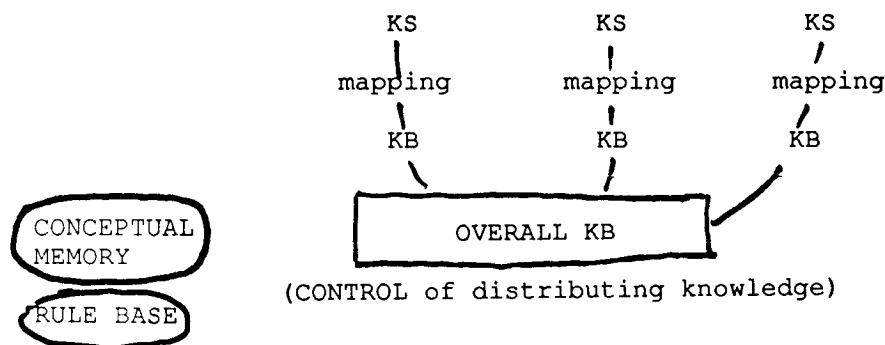 KS KS KS
mapping mapping mapping
KB KB KB
CONCEPTUAL
MEMORY
OVERALL KB
(CONTROL of distributing knowledge)
RULE BASE